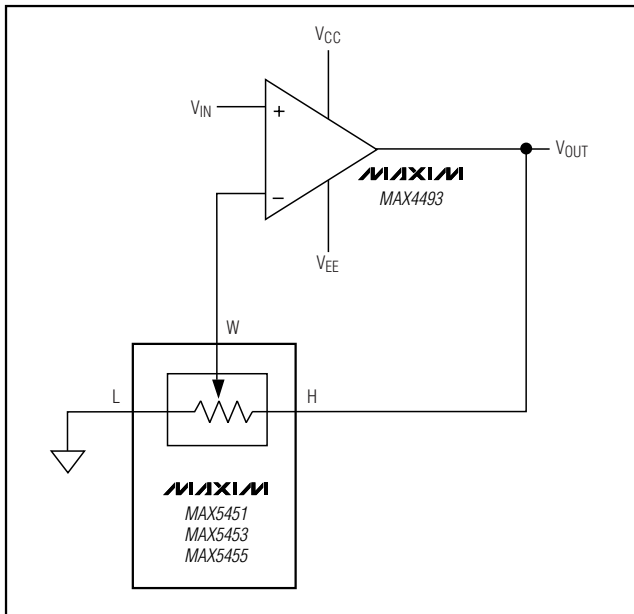 VCC
VIN
+
VOUT
MAXIM
MAX4493
−
VEE
W
L
H
MAXIM
MAX5451
MAX5453
MAX5455